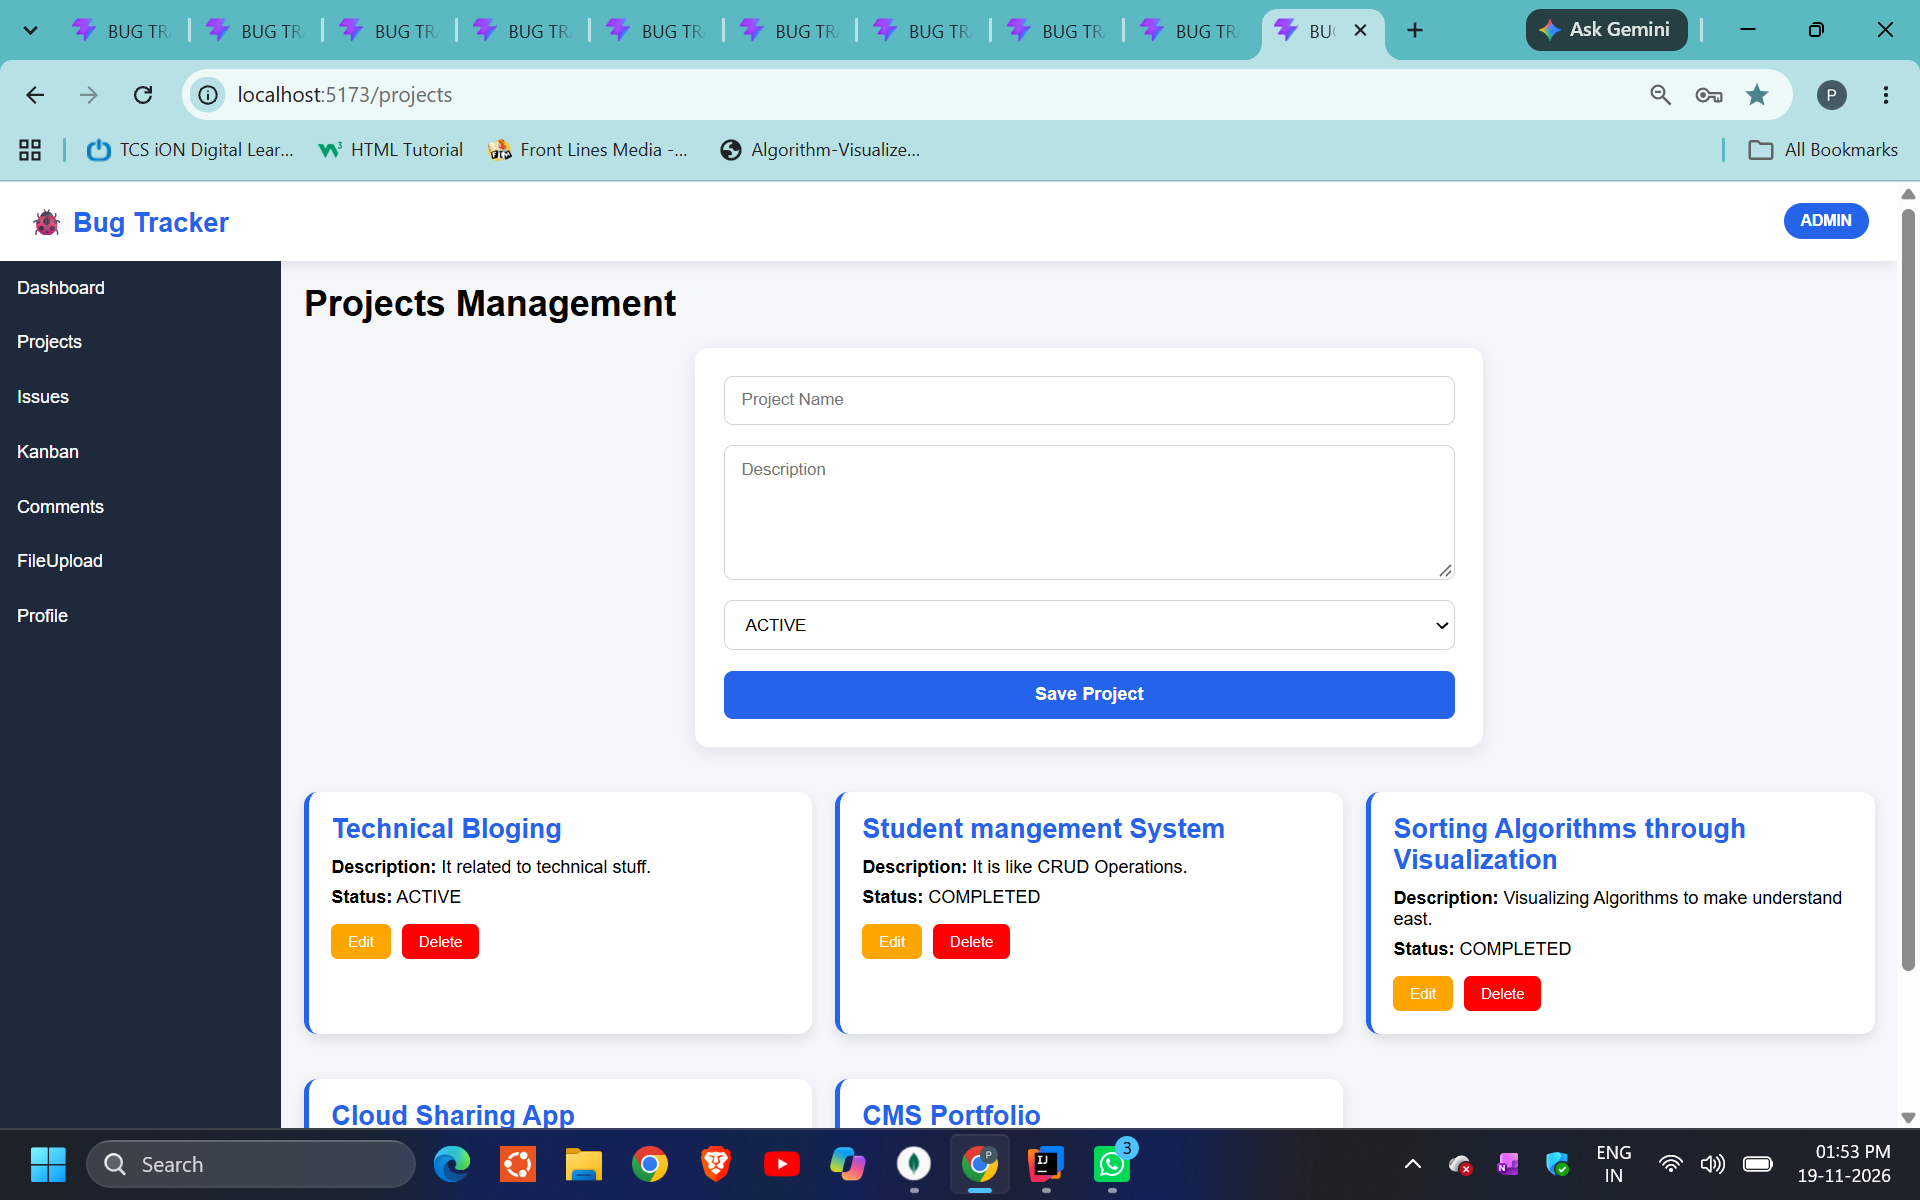 BUG TR
BUG TR
BUG TR
BUG TR
BUG TR
BUG TR
BUG TR
BUG TR
BUG TR
BU
Ask Gemini
localhost:5173/projects
P
TCS iON Digital Lear...
HTML Tutorial
Front Lines Media -...
Algorithm-Visualize...
All Bookmarks
Bug Tracker
ADMIN
Dashboard
Projects
Issues
Kanban
Comments
FileUpload
Profile
Projects Management
Project Name
Description
ACTIVE
Save Project
Technical Bloging
Description: It related to technical stuff.
Status: ACTIVE
Edit
Delete
Student mangement System
Description: It is like CRUD Operations.
Status: COMPLETED
Edit
Delete
Sorting Algorithms through
Visualization
Description: Visualizing Algorithms to make understand
east.
Status: COMPLETED
Edit
Delete
Cloud Sharing App
CMS Portfolio
Search
P
IJ
3
N
ENG
IN
01:53 PM
19-11-2026